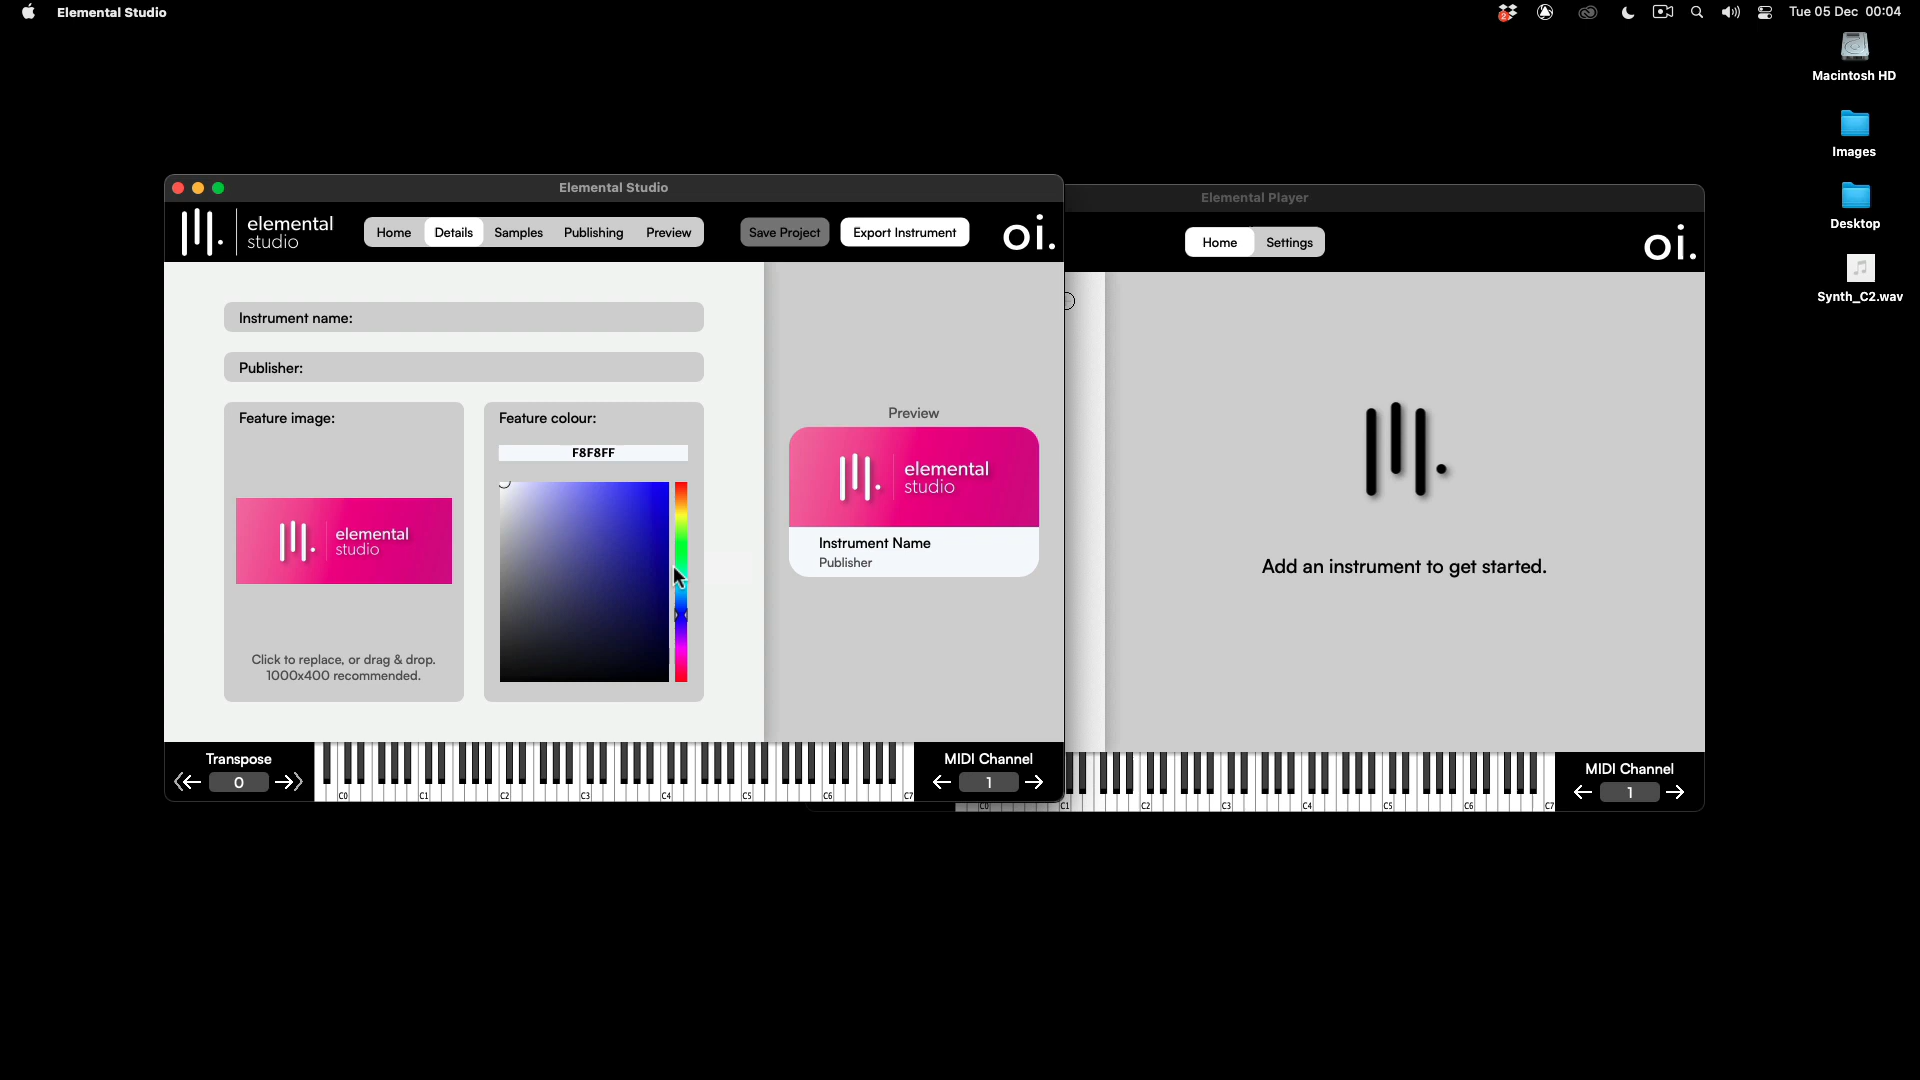 Elemental Studio
2
Tue 05 Dec 00:04
Macintosh HD
Images
Desktop
Synth_C2.wav
Elemental Studio
elemental
studio
Home
Details
Samples
Publishing
Preview
Save Project
Export Instrument
oi.
Instrument name:
Publisher:
Feature image:
elemental
studio
Click to replace, or drag & drop.
1000x400 recommended.
Feature colour:
F8F8FF
Preview
elemental
studio
Instrument Name
Publisher
Transpose
0
C0
C1
C2
C3
C4
C5
C6
C7
MIDI Channel
1
Elemental Player
Home
Settings
oi.
Add an instrument to get started.
C0
C1
C2
C3
C4
C5
C6
C7
MIDI Channel
1